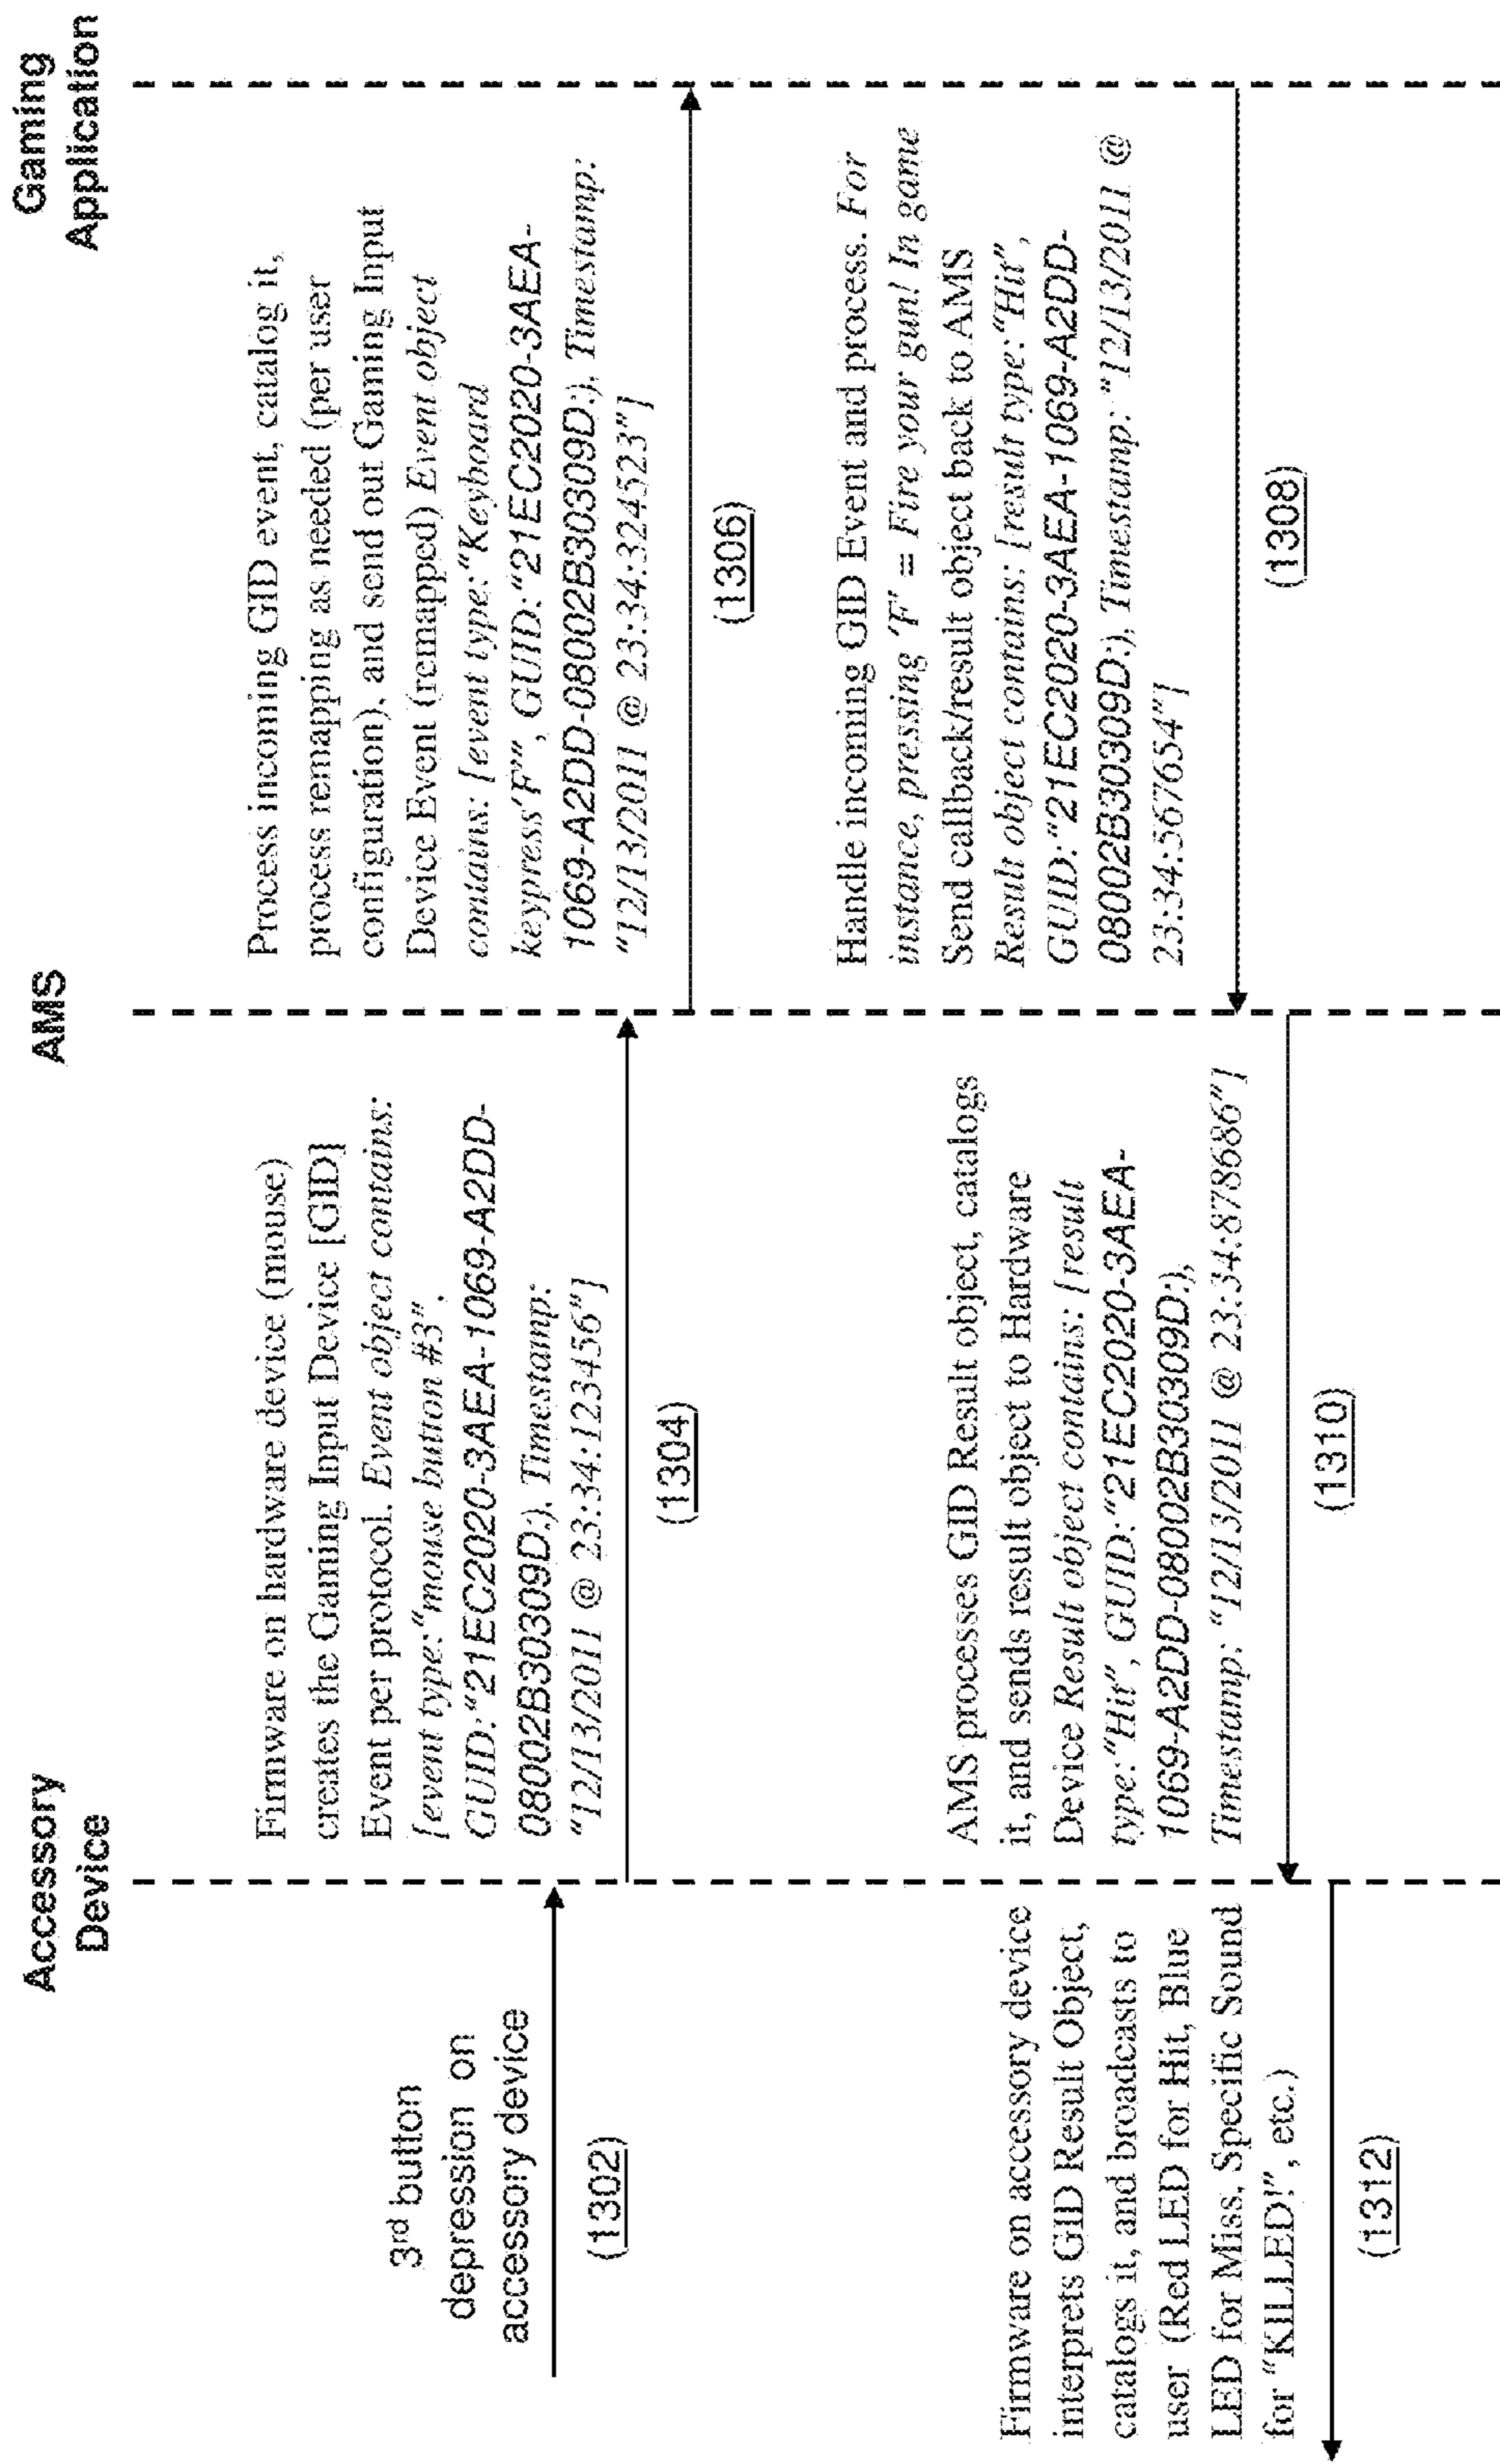 Accessory
Device
AMS
Gaming
Application
3rd button
depression on
accessory device
(1302)
Firmware on hardware device (mouse)
creates the Gaming Input Device [GID]
Event per protocol. Event object contains:
[event type:"mouse button #3",
GUID:"21EC2020-3AEA-1069-A2DD-
08002B30309D:), Timestamp:
"12/13/2011 @ 23:34:123456"]
(1304)
Process incoming GID event, catalog it,
process remapping as needed (per user
configuration), and send out Gaming Input
Device Event (remapped) Event object
contains: [event type:"Keyboard
keypress'F'", GUID:"21EC2020-3AEA-
1069-A2DD-08002B30309D:), Timestamp:
"12/13/2011 @ 23:34:324523"]
(1306)
Handle incoming GID Event and process. For
instance, pressing 'F' = Fire your gun! In game
Send callback/result object back to AMS
Result object contains: [result type:"Hit",
GUID:"21EC2020-3AEA-1069-A2DD-
08002B30309D:), Timestamp: "12/13/2011 @
23:34:567654"]
(1308)
AMS processes GID Result object, catalogs
it, and sends result object to Hardware
Device Result object contains: [result
type:"Hit", GUID:"21EC2020-3AEA-
1069-A2DD-08002B30309D:),
Timestamp: "12/13/2011 @ 23:34:878686"]
(1310)
Firmware on accessory device
interprets GID Result Object,
catalogs it, and broadcasts to
user (Red LED for Hit, Blue
LED for Miss, Specific Sound
for "KILLED!", etc.)
(1312)